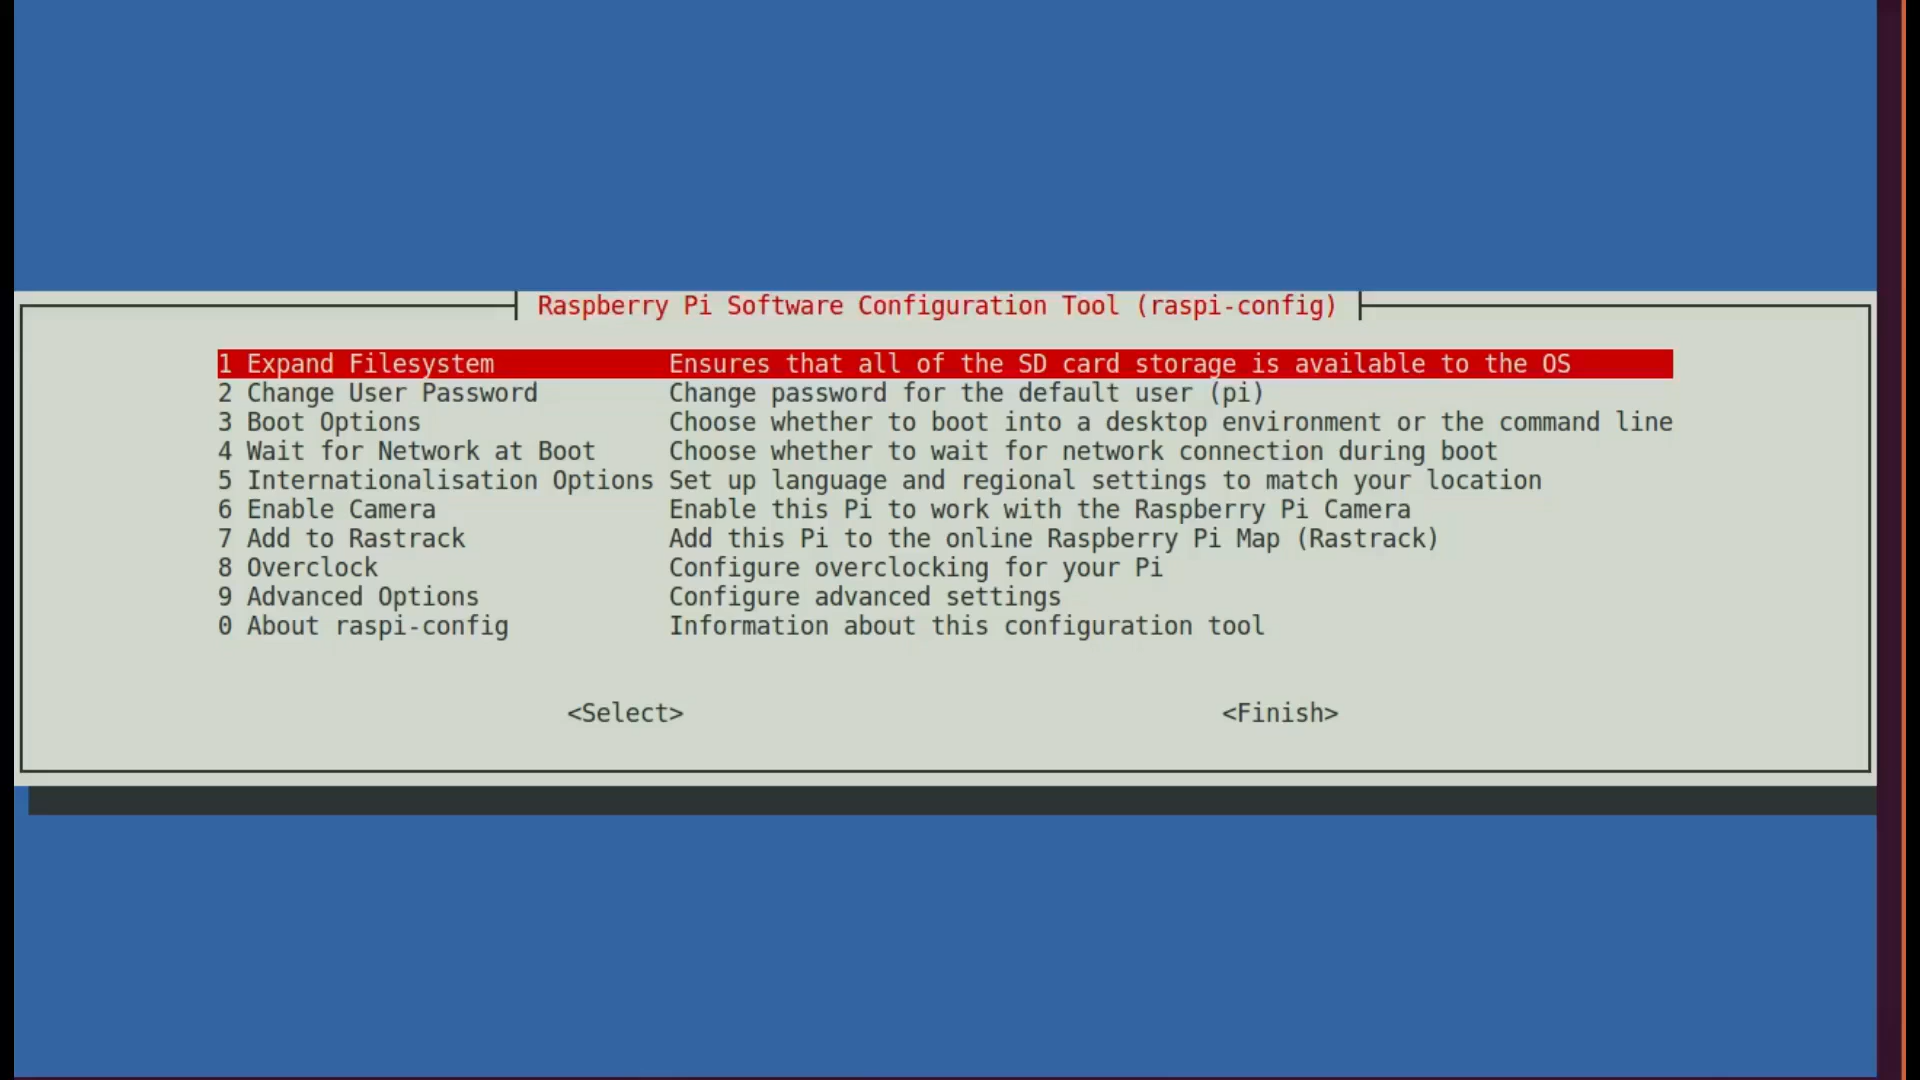 Raspberry Pi Software Configuration Tool (raspi-config)
1 Expand Filesystem Ensures that all of the SD card storage is available to the OS
2 Change User Password Change password for the default user (pi)
3 Boot Options Choose whether to boot into a desktop environment or the command line
4 Wait for Network at Boot Choose whether to wait for network connection during boot
5 Internationalisation Options Set up language and regional settings to match your location
6 Enable Camera Enable this Pi to work with the Raspberry Pi Camera
7 Add to Rastrack Add this Pi to the online Raspberry Pi Map (Rastrack)
8 Overclock Configure overclocking for your Pi
9 Advanced Options Configure advanced settings
0 About raspi-config Information about this configuration tool
<Select> <Finish>